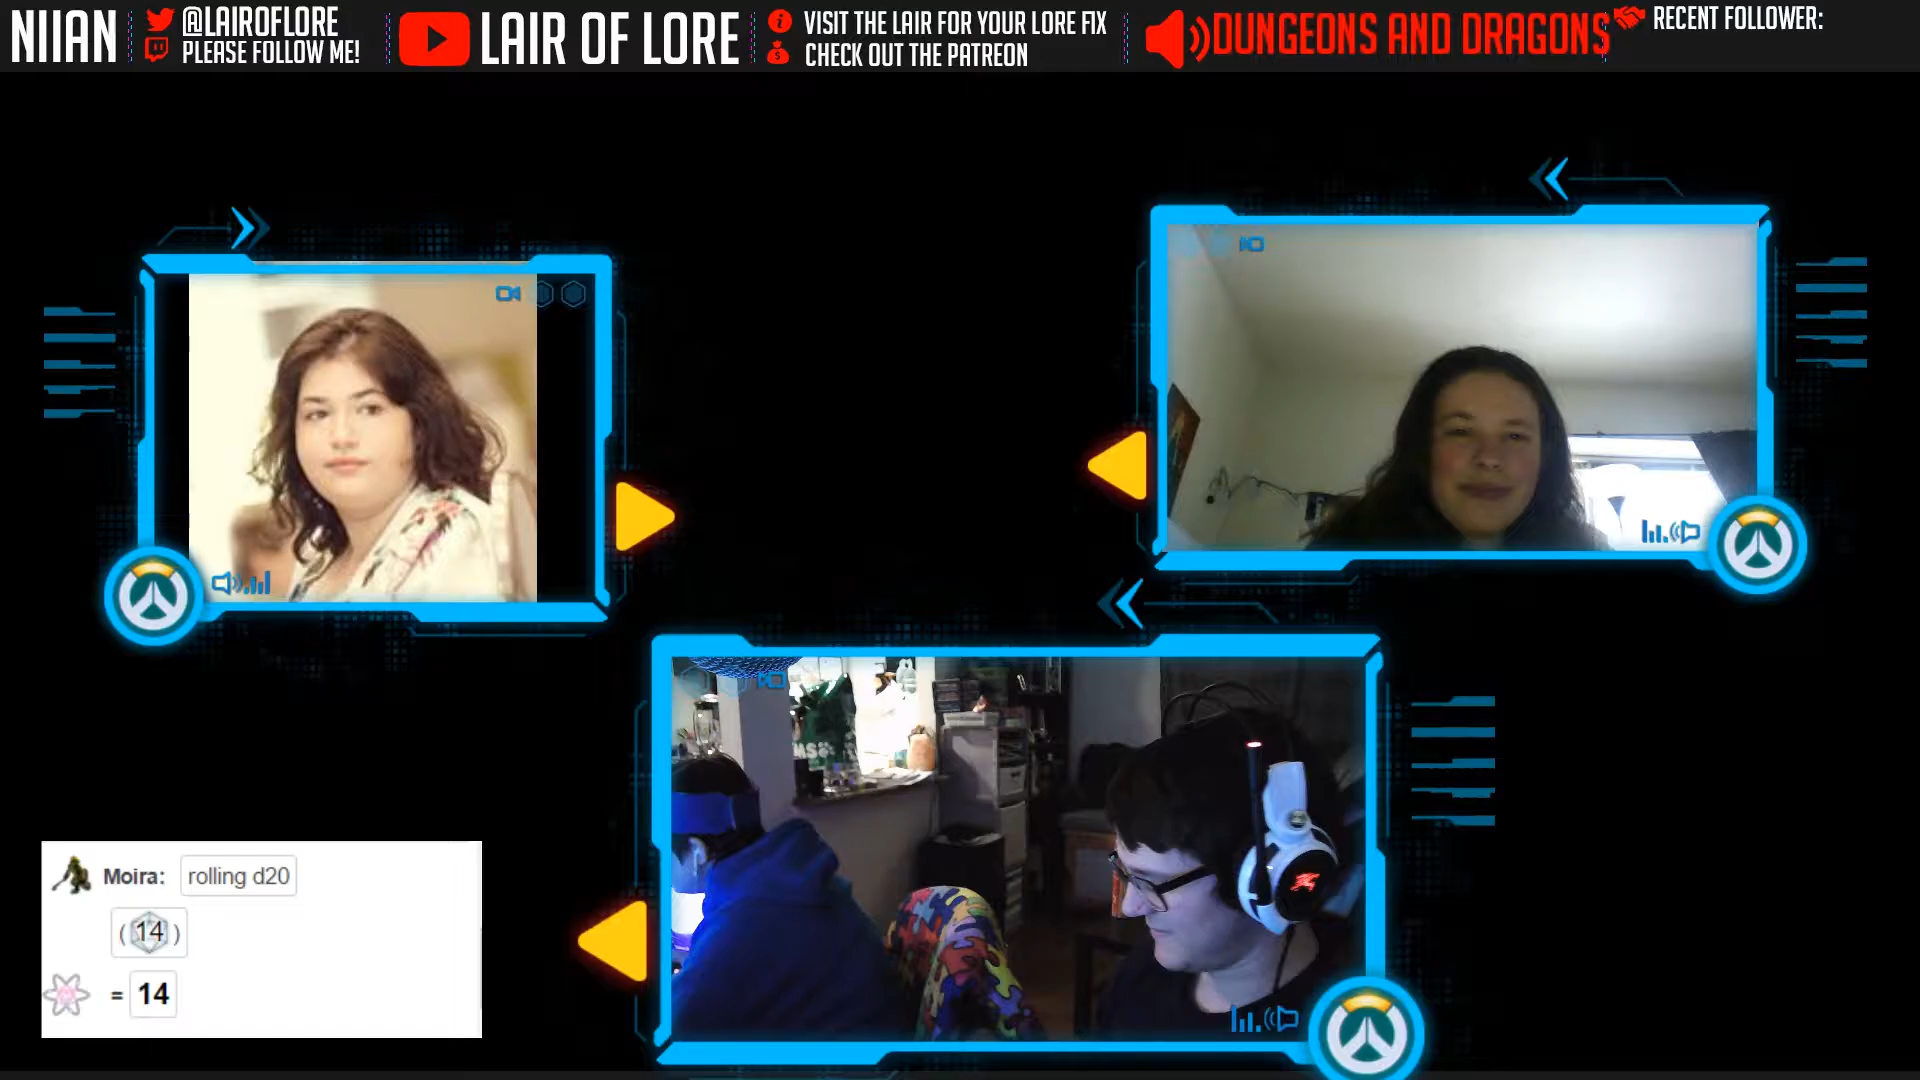 NIIAN
@LAIROFLORE
PLEASE FOLLOW ME!
LAIR OF LORE
VISIT THE LAIR FOR YOUR LORE FIX
CHECK OUT THE PATREON
DUNGEONS AND DRAGONS
RECENT FOLLOWER:
Moira: rolling d20
(14)
= 14